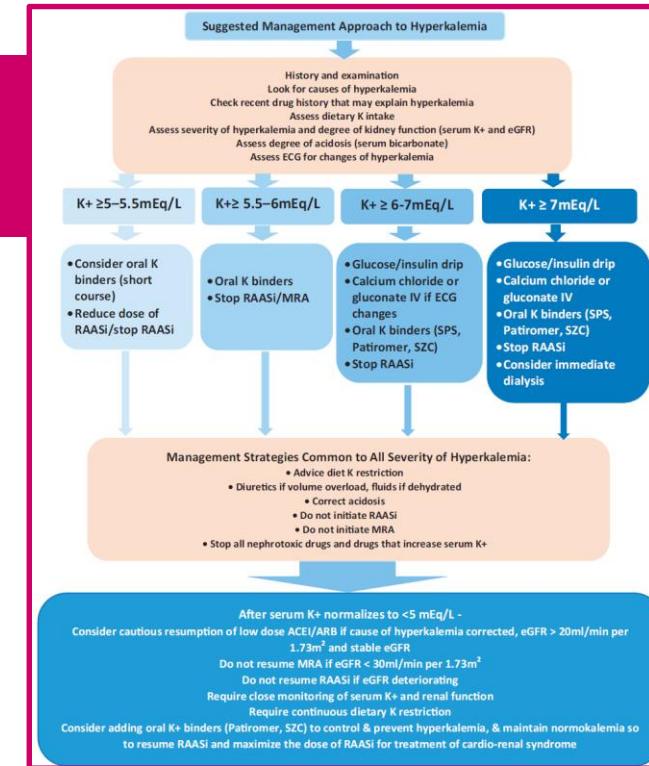 Suggested Management Approach to Hyperkalemia
History and examination
Look for causes of hyperkalemia
Check recent drug history that may explain hyperkalemia
Assess dietary K intake
Assess severity of hyperkalemia and degree of kidney function (serum K+ and eGFR)
Assess degree of acidosis (serum bicarbonate)
Assess ECG for changes of hyperkalemia
K+ ≥5–5.5mEq/L
• Consider oral K
binders (short
course)
• Reduce dose of
RAASi/stop RAASi
K+≥ 5.5–6mEq/L
• Oral K binders
• Stop RAASi/MRA
K+ ≥ 6-7mEq/L
• Glucose/insulin drip
• Calcium chloride or
gluconate IV if ECG
changes
• Oral K binders (SPS,
Patiromer, SZC)
• Stop RAASi
K+ ≥ 7mEq/L
• Glucose/insulin drip
• Calcium chloride or
gluconate IV
• Oral K binders (SPS,
Patiromer, SZC)
• Stop RAASi
• Consider immediate
dialysis
Management Strategies Common to All Severity of Hyperkalemia:
• Advice diet K restriction
• Diuretics if volume overload, fluids if dehydrated
• Correct acidosis
• Do not initiate RAASi
• Do not initiate MRA
• Stop all nephrotoxic drugs and drugs that increase serum K+
After serum K+ normalizes to <5 mEq/L -
Consider cautious resumption of low dose ACEI/ARB if cause of hyperkalemia corrected, eGFR > 20ml/min per
1.73m² and stable eGFR
Do not resume MRA if eGFR < 30ml/min per 1.73m²
Do not resume RAASi if eGFR deteriorating
Require close monitoring of serum K+ and renal function
Require continuous dietary K restriction
Consider adding oral K+ binders (Patiromer, SZC) to control & prevent hyperkalemia, & maintain normokalemia so
to resume RAASi and maximize the dose of RAASi for treatment of cardio-renal syndrome